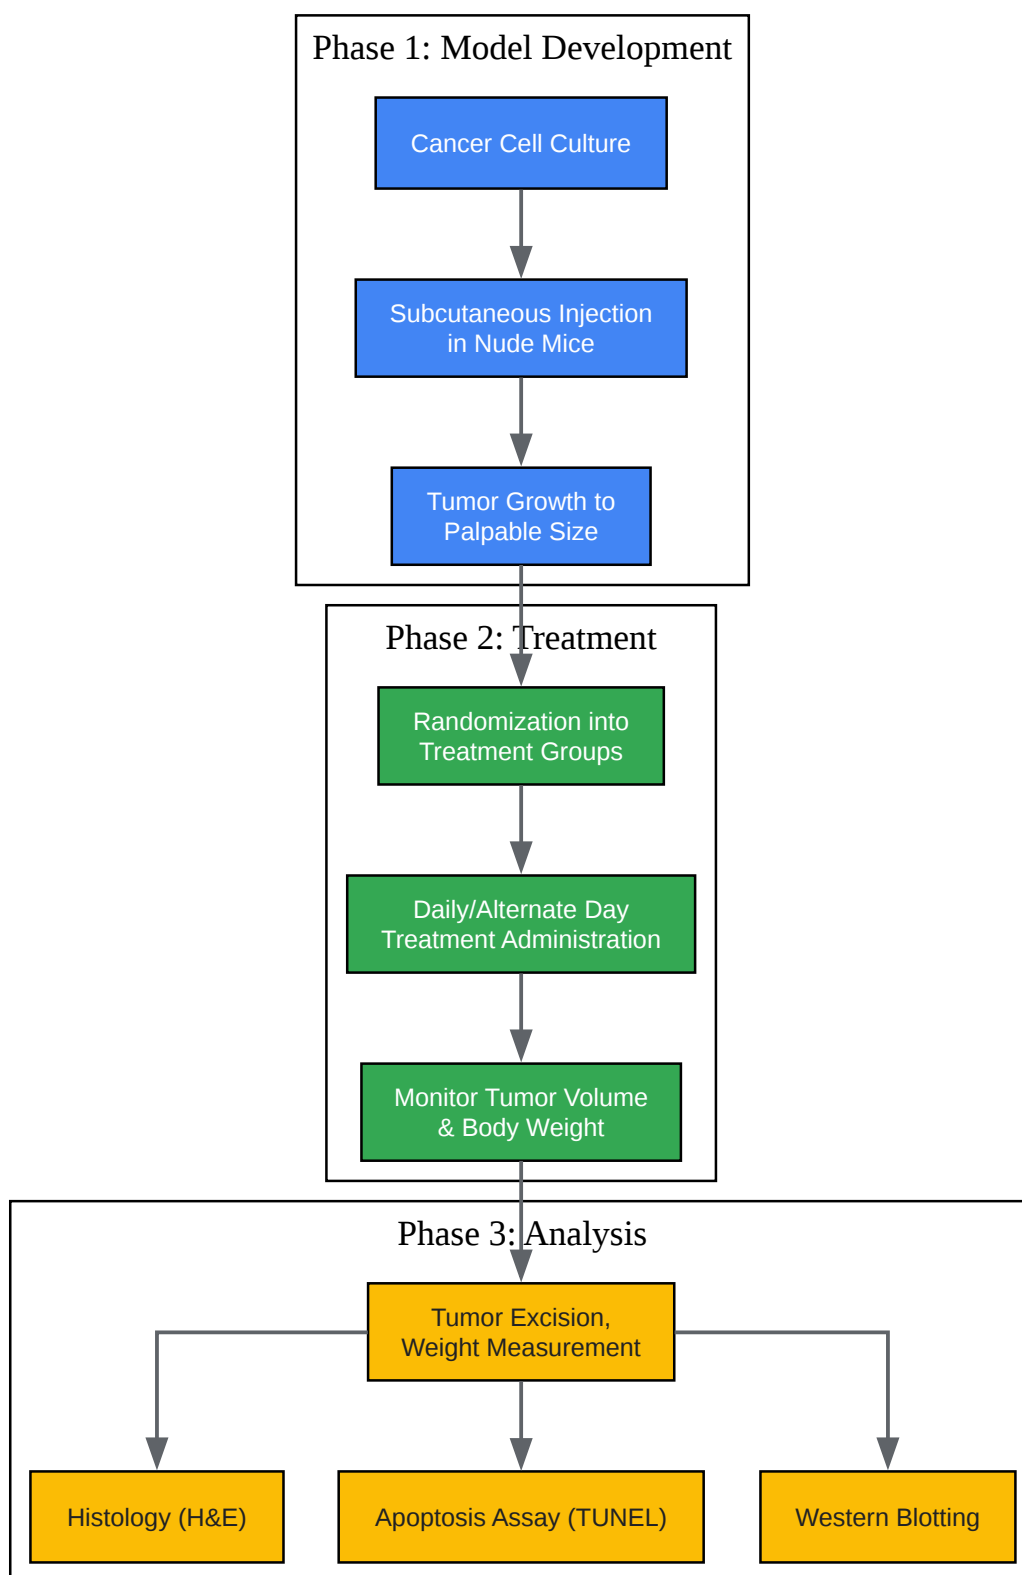 Phase 1: Model Development
Cancer Cell Culture
Subcutaneous Injection
in Nude Mice
Tumor Growth to
Palpable Size
Phase 2: Treatment
Randomization into
Treatment Groups
Daily/Alternate Day
Treatment Administration
Monitor Tumor Volume
& Body Weight
Phase 3: Analysis
Tumor Excision,
Weight Measurement
Histology (H&E)
Apoptosis Assay (TUNEL)
Western Blotting